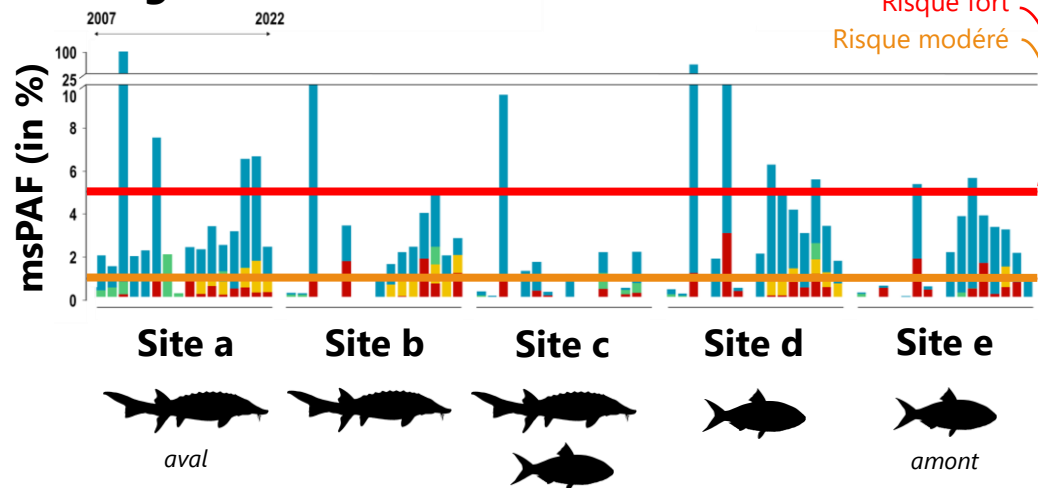 2007 2022
Risque fort
Risque modéré
msPAF (in %)
100
25
10
8
6
4
2
0
Site a Site b Site c Site d Site e
aval amont